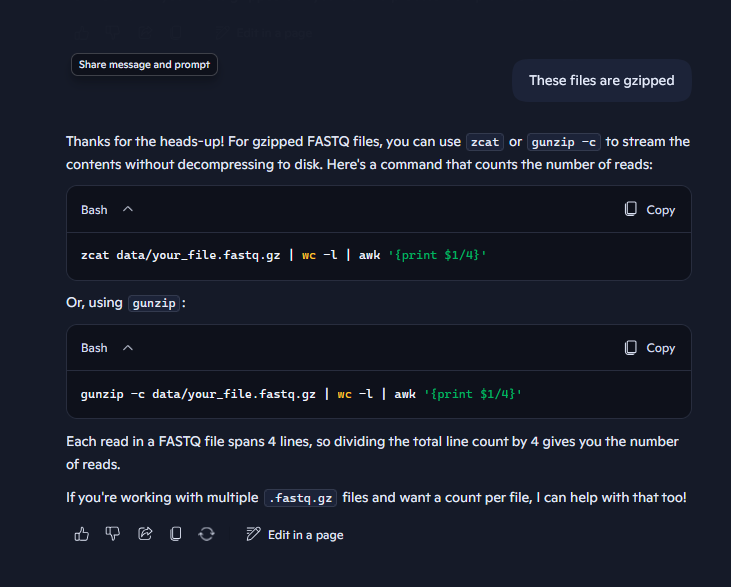 Share message and prompt
These files are gzipped
Thanks for the heads-up! For gzipped FASTQ files, you can use zcat or gunzip -c to stream the
contents without decompressing to disk. Here's a command that counts the number of reads:
Bash
Copy
zcat data/your_file.fastq.gz | wc -l | awk '{print $1/4}'
Or, using gunzip:
Bash
Copy
gunzip -c data/your_file.fastq.gz | wc -l | awk '{print $1/4}'
Each read in a FASTQ file spans 4 lines, so dividing the total line count by 4 gives you the number
of reads.
If you're working with multiple .fastq.gz files and want a count per file, I can help with that too!
Edit in a page